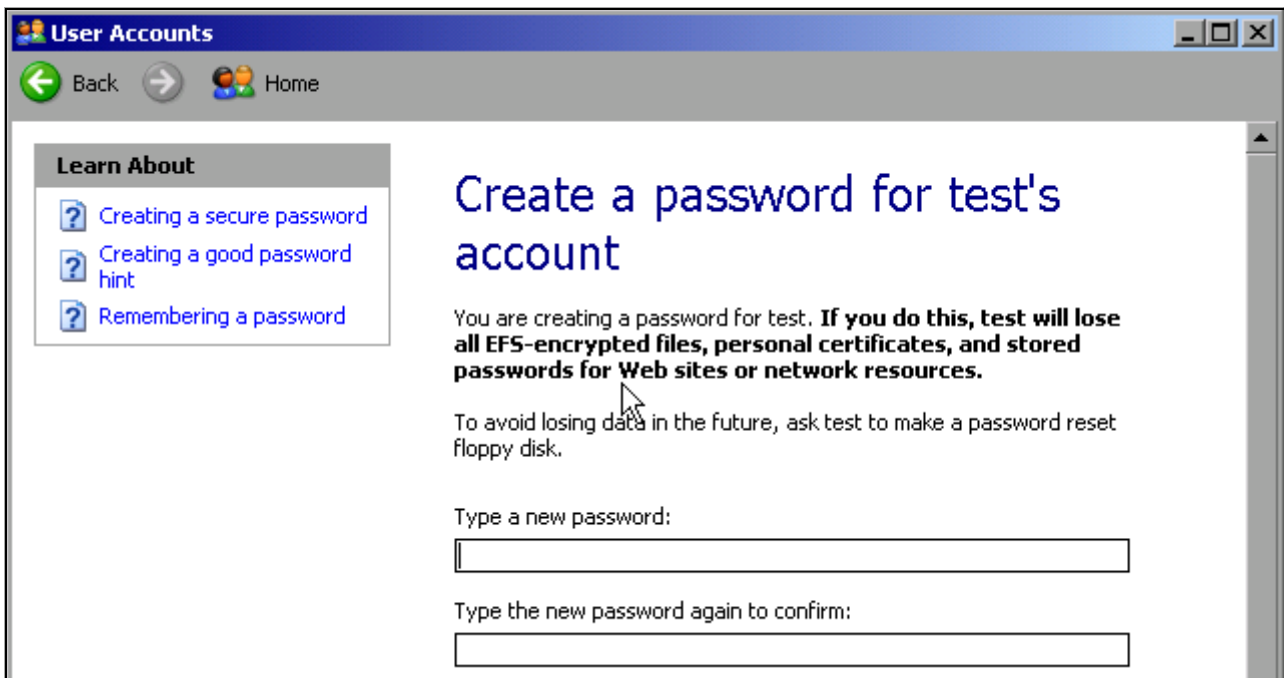 User Accounts
Back
Home
Learn About
Creating a secure password
Creating a good password
hint
Remembering a password
Create a password for test's
account
You are creating a password for test. If you do this, test will lose
all EFS-encrypted files, personal certificates, and stored
passwords for Web sites or network resources.
To avoid losing data in the future, ask test to make a password reset
floppy disk.
Type a new password:
Type the new password again to confirm: